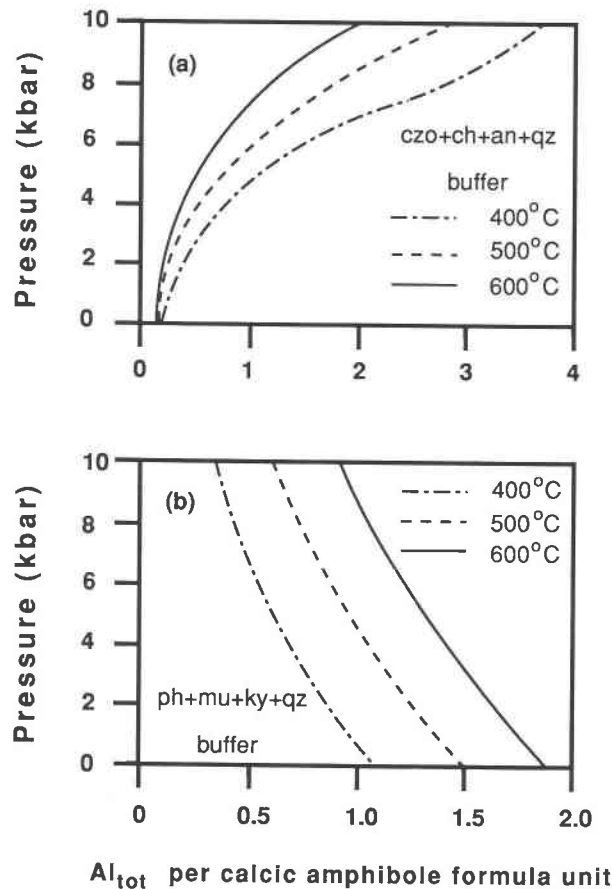 10
8
6
4
2
0
Pressure (kbar)
(a)
czo+ch+an+qz
buffer
400°C
500°C
600°C
0
1
2
3
4
10
8
6
4
2
0
Pressure (kbar)
(b)
400°C
500°C
600°C
ph+mu+ky+qz
buffer
0
0.5
1.0
1.5
2.0
Al_tot per calcic amphibole formula unit